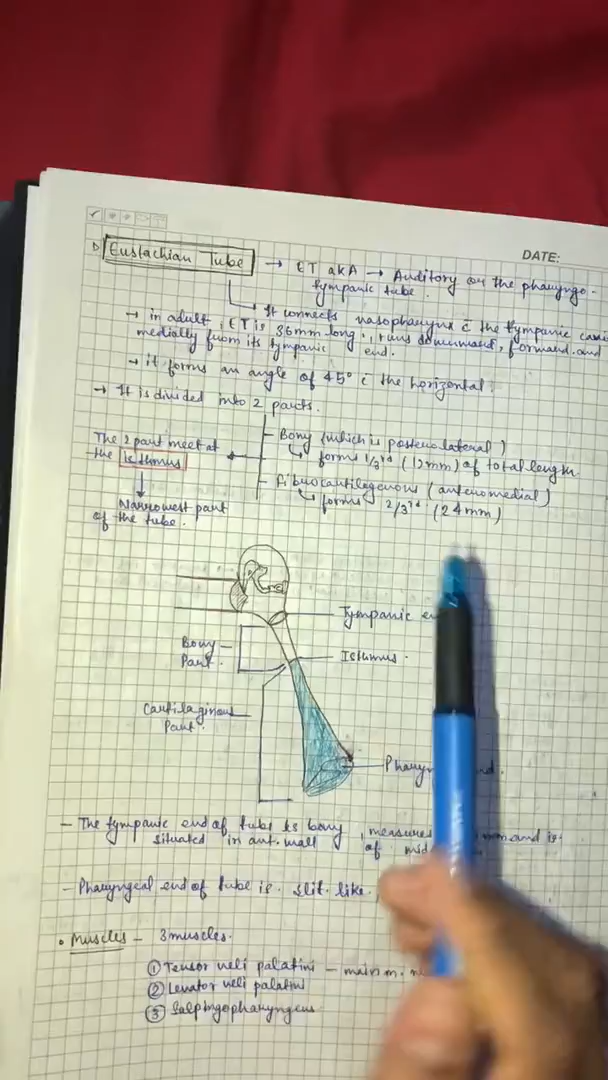 DATE:
1) Eustachian Tube → ET aka → Auditory or the pharyngo-
tympanic tube.
It connects nasopharynx c̄ the tympanic
→ in adult, ET is 36mm long, runs downward, forward and
medially from its tympanic end.
→ it forms an angle of 45° c̄ the horizontal.
→ It is divided into 2 parts.
Bony (which is posterolateral)
↳ forms 1/3rd (12mm) of total length
Fibrocartilagenous (anteromedial)
↳ forms 2/3rd (24mm)
The 2 part meet at
the isthmus
↓
Narrowest part
of the tube.
Tympanic
Bony
Part
Isthmus.
Cartilaginous
Part.
- The tympanic end of tube is bony, measures and is
situated in ant. wall of
- Pharyngeal end of tube is slit like,
• Muscles – 3 muscles.
① Tensor veli palatini – main m.
② Levator veli palatini
③ Salpingopharyngeus